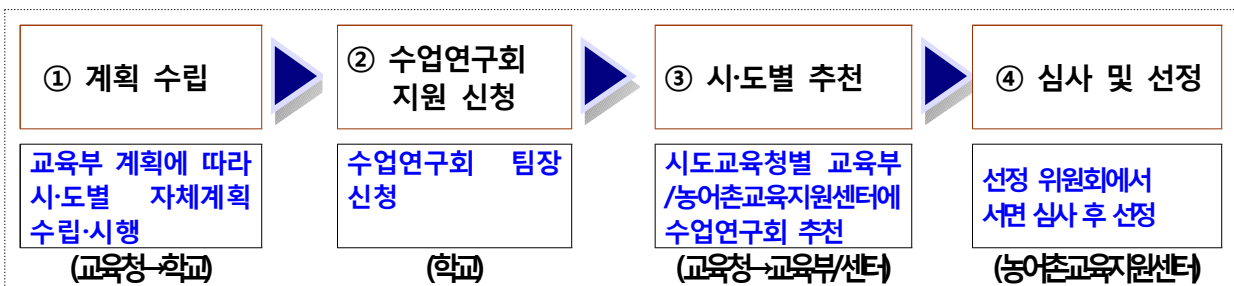 ① 계획 수립
② 수업연구회
지원 신청
③ 시·도별 추천
④ 심사 및 선정
교육부 계획에 따라
시·도별 자체계획
수립·시행
수업연구회 팀장
신청
시도교육청별 교육부
/농어촌교육지원센터에
수업연구회 추천
선정 위원회에서
서면 심사 후 선정
(교육청→학교)
(학교)
(교육청→교육부/센터)
(농어촌교육지원센터)